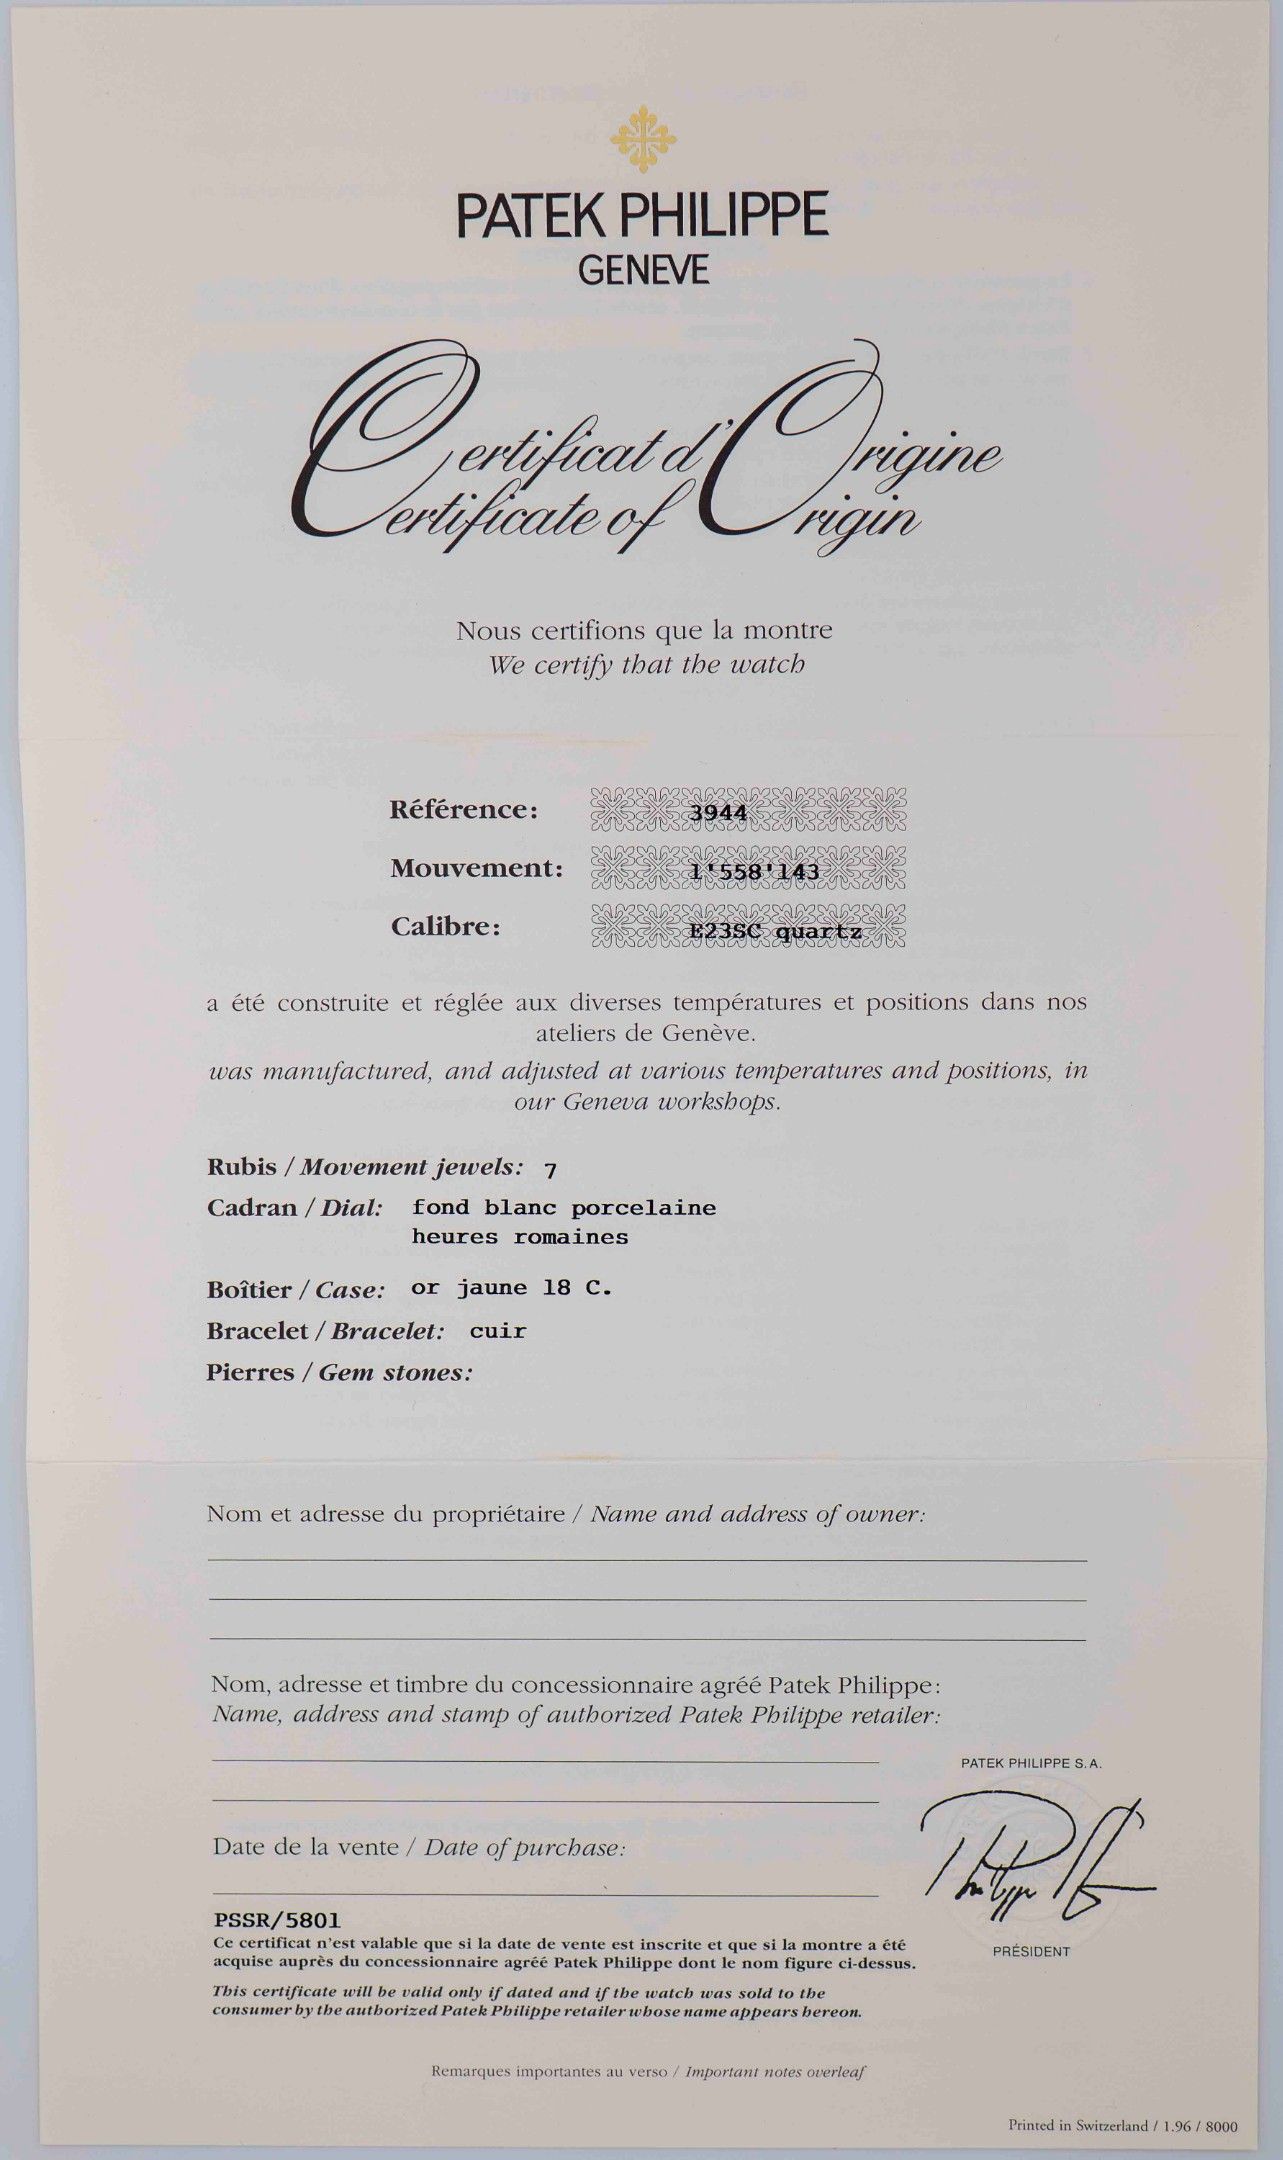 PATEK PHILIPPE
GENEVE
Certificat d'Origine
Certificate of Origin
Nous certifions que la montre
We certify that the watch
Référence: 3944
Mouvement: 1'558'143
Calibre: E23SC quartz
a été construite et réglée aux diverses températures et positions dans nos
ateliers de Genève.
was manufactured, and adjusted at various temperatures and positions, in
our Geneva workshops.
Rubis / Movement jewels: 7
Cadran / Dial: fond blanc porcelaine
heures romaines
Boîtier / Case: or jaune 18 C.
Bracelet / Bracelet: cuir
Pierres / Gem stones:
Nom et adresse du propriétaire / Name and address of owner:
Nom, adresse et timbre du concessionnaire agréé Patek Philippe:
Name, address and stamp of authorized Patek Philippe retailer:
PATEK PHILIPPE S.A.
Date de la vente / Date of purchase:
PSSR/5801
Ce certificat n'est valable que si la date de vente est inscrite et que si la montre a été
acquise auprès du concessionnaire agréé Patek Philippe dont le nom figure ci-dessus.
PRÉSIDENT
This certificate will be valid only if dated and if the watch was sold to the
consumer by the authorized Patek Philippe retailer whose name appears hereon.
Remarques importantes au verso / Important notes overleaf
Printed in Switzerland / 1.96 / 8000